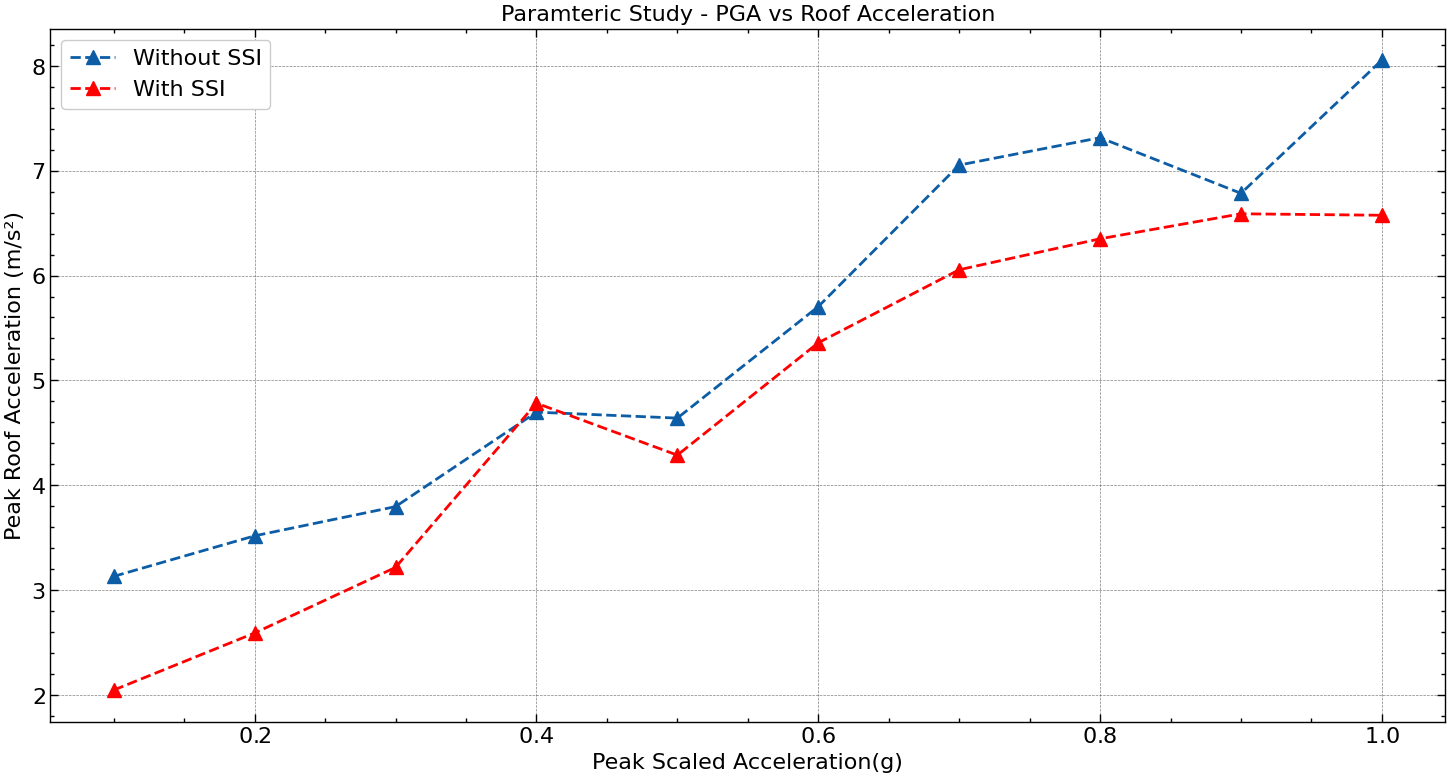 Paramteric Study - PGA vs Roof Acceleration
Without SSI
With SSI
Peak Roof Acceleration (m/s²)
8
7
6
5
4
3
2
0.2 0.4 0.6 0.8 1.0
Peak Scaled Acceleration(g)